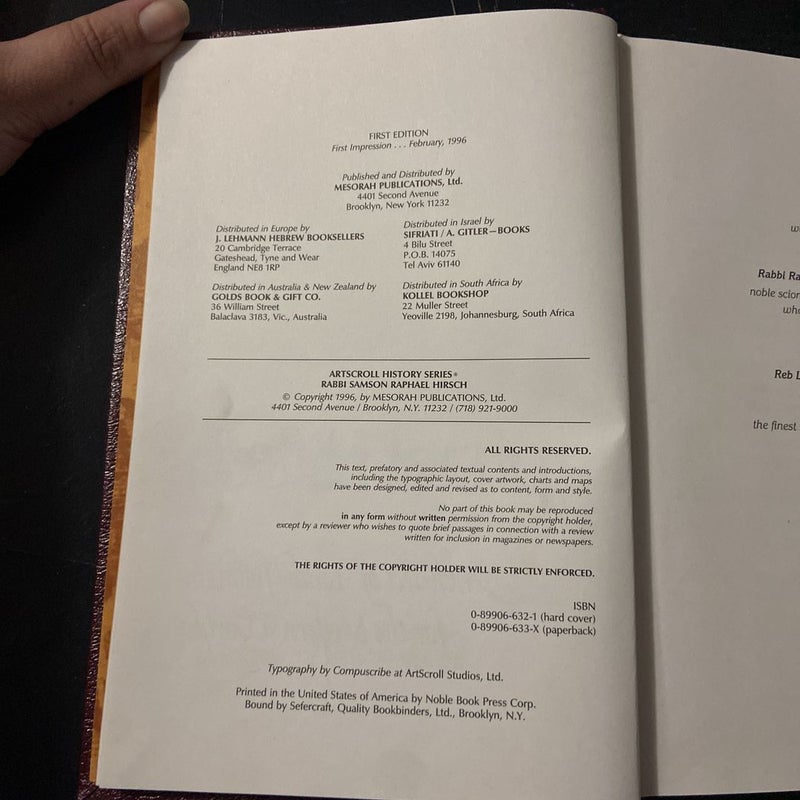 FIRST EDITION
First Impression . . . February, 1996
Published and Distributed by
MESORAH PUBLICATIONS, Ltd.
4401 Second Avenue
Brooklyn, New York 11232
Distributed in Europe by
J. LEHMANN HEBREW BOOKSELLERS
20 Cambridge Terrace
Gateshead, Tyne and Wear
England NE8 1RP
Distributed in Israel by
SIFRIATI / A. GITLER—BOOKS
4 Bilu Street
P.O.B. 14075
Tel Aviv 61140
Distributed in Australia & New Zealand by
GOLDS BOOK & GIFT CO.
36 William Street
Balaclava 3183, Vic., Australia
Distributed in South Africa by
KOLLEL BOOKSHOP
22 Muller Street
Yeoville 2198, Johannesburg, South Africa
ARTSCROLL HISTORY SERIES®
RABBI SAMSON RAPHAEL HIRSCH
© Copyright 1996, by MESORAH PUBLICATIONS, Ltd.
4401 Second Avenue / Brooklyn, N.Y. 11232 / (718) 921-9000
ALL RIGHTS RESERVED.
This text, prefatory and associated textual contents and introductions,
including the typographic layout, cover artwork, charts and maps
have been designed, edited and revised as to content, form and style.
No part of this book may be reproduced
in any form without written permission from the copyright holder,
except by a reviewer who wishes to quote brief passages in connection with a review
written for inclusion in magazines or newspapers.
THE RIGHTS OF THE COPYRIGHT HOLDER WILL BE STRICTLY ENFORCED.
ISBN
0-89906-632-1 (hard cover)
0-89906-633-X (paperback)
Typography by Compuscribe at ArtScroll Studios, Ltd.
Printed in the United States of America by Noble Book Press Corp.
Bound by Sefercraft, Quality Bookbinders, Ltd., Brooklyn, N.Y.
Rabbi Ra
noble scion
who
Reb L
the finest